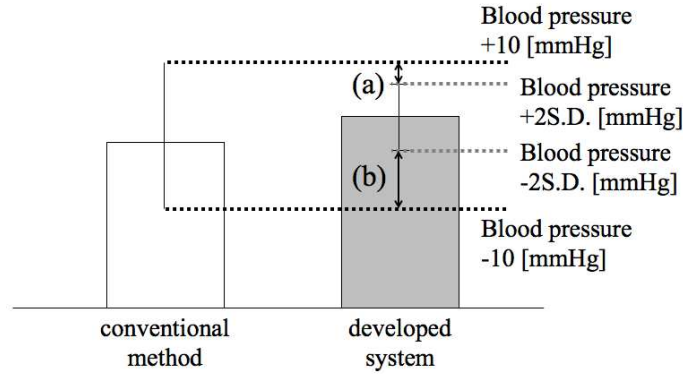 Blood pressure
+10 [mmHg]
(a)
Blood pressure
+2S.D. [mmHg]
Blood pressure
-2S.D. [mmHg]
(b)
Blood pressure
-10 [mmHg]
conventional
method
developed
system